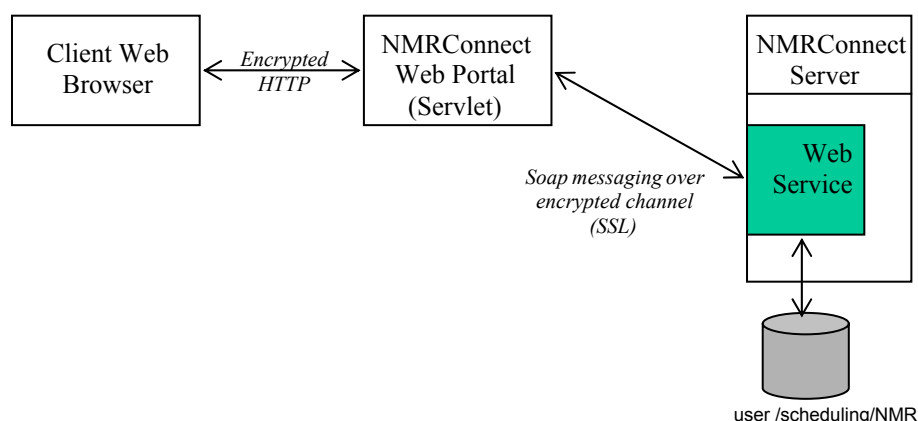 Client Web
Browser
Encrypted
HTTP
NMRConnect
Web Portal
(Servlet)
NMRConnect
Server
Web
Service
Soap messaging over
encrypted channel
(SSL)
user /scheduling/NMR